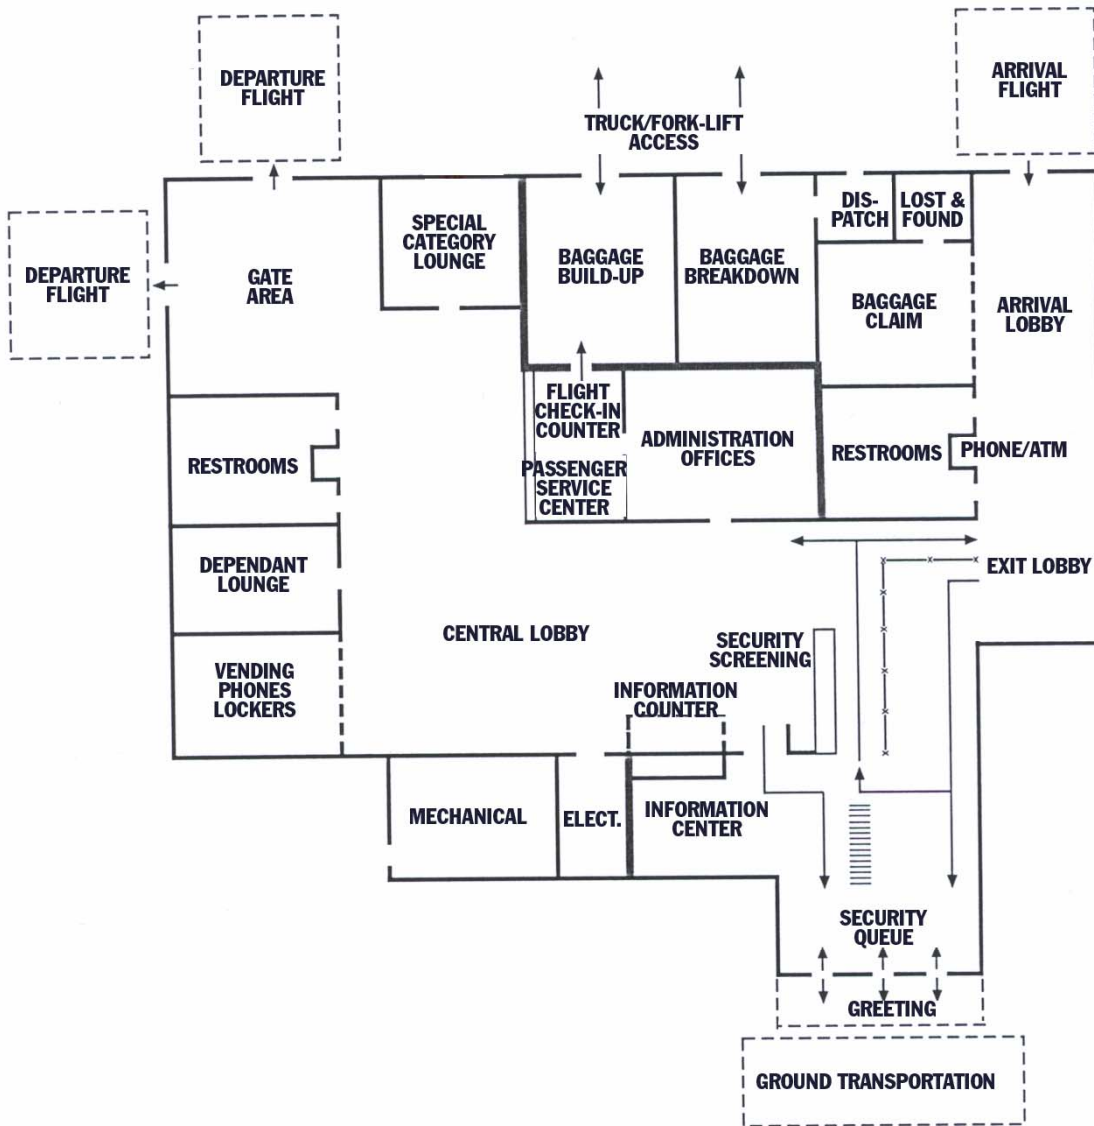 DEPARTURE
FLIGHT
ARRIVAL
FLIGHT
TRUCK/FORK-LIFT
ACCESS
DEPARTURE
FLIGHT
GATE
AREA
SPECIAL
CATEGORY
LOUNGE
BAGGAGE
BUILD-UP
BAGGAGE
BREAKDOWN
DIS-
PATCH
LOST &
FOUND
BAGGAGE
CLAIM
ARRIVAL
LOBBY
FLIGHT
CHECK-IN
COUNTER
PASSENGER
SERVICE
CENTER
ADMINISTRATION
OFFICES
RESTROOMS
PHONE/ATM
RESTROOMS
DEPENDANT
LOUNGE
EXIT LOBBY
CENTRAL LOBBY
SECURITY
SCREENING
VENDING
PHONES
LOCKERS
INFORMATION
COUNTER
MECHANICAL
ELECT.
INFORMATION
CENTER
SECURITY
QUEUE
GREETING
GROUND TRANSPORTATION